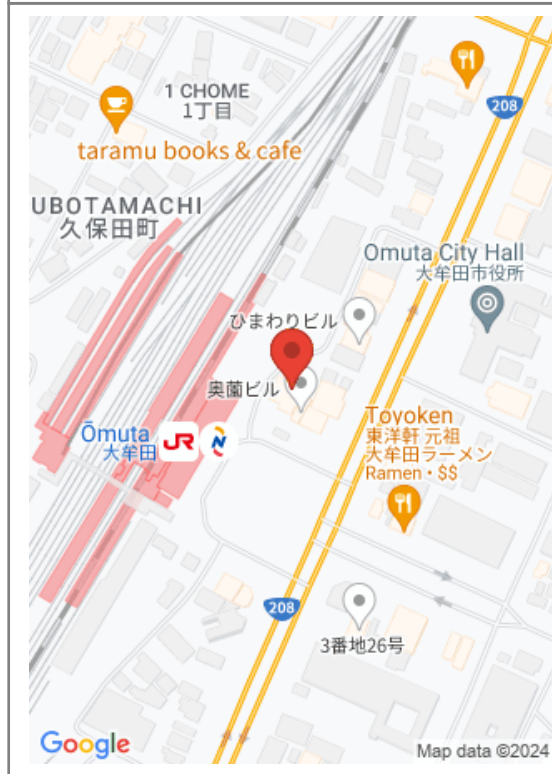 1 CHOME
1丁目
208
taramu books & cafe
UBOTAMACHI
久保田町
Omuta City Hall
大牟田市役所
ひまわりビル
奥薗ビル
Ōmuta
大牟田
JR
Toyoken
東洋軒 元祖
大牟田ラーメン
Ramen・$$
208
3番地26号
Google
Map data ©2024